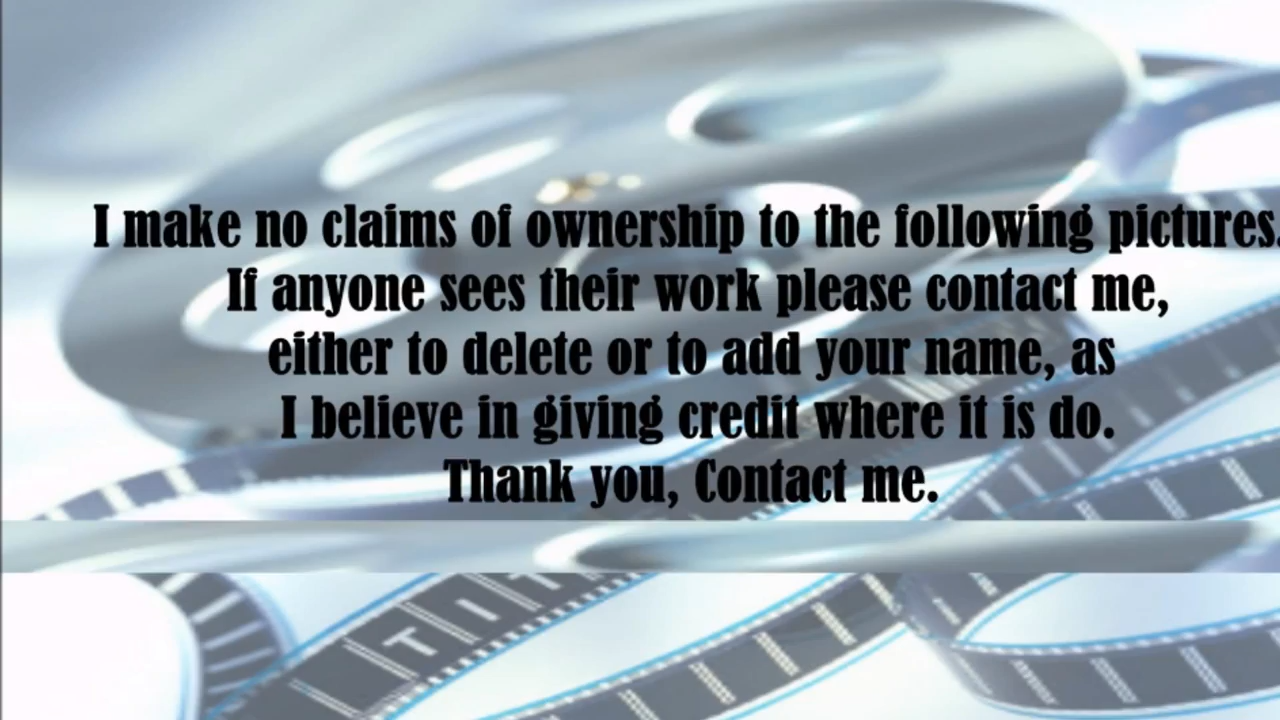 I make no claims of ownership to the following pictures.
If anyone sees their work please contact me,
either to delete or to add your name, as
I believe in giving credit where it is do.
Thank you, Contact me.
T I T